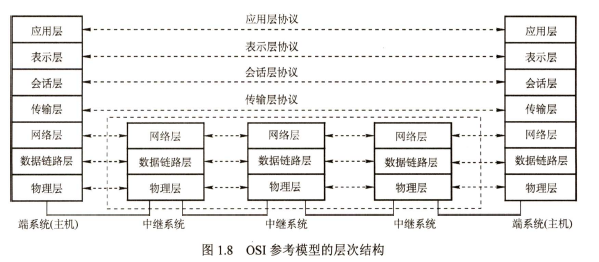 应用层 应用层协议 应用层
表示层 表示层协议 表示层
会话层 会话层协议 会话层
传输层 传输层协议 传输层
网络层 网络层 网络层 网络层 网络层
数据链路层 数据链路层 数据链路层 数据链路层 数据链路层
物理层 物理层 物理层 物理层 物理层
端系统(主机) 中继系统 中继系统 中继系统 端系统(主机)
图 1.8 OSI 参考模型的层次结构